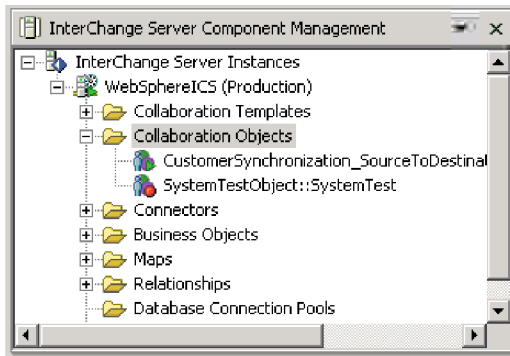 InterChange Server Component Management
InterChange Server Instances
WebSphereICS (Production)
Collaboration Templates
Collaboration Objects
CustomerSynchronization_SourceToDestinal
SystemTestObject::SystemTest
Connectors
Business Objects
Maps
Relationships
Database Connection Pools